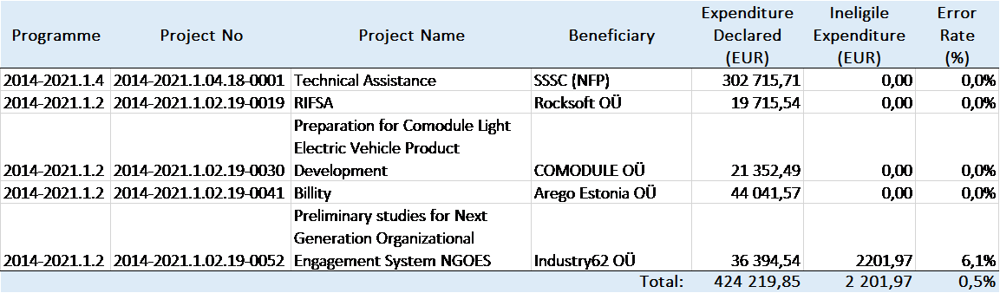 Programme Project No Project Name Beneficiary Expenditure Declared (EUR) Ineligile Expenditure (EUR) Error Rate (%)
2014-2021.1.4 2014-2021.1.04.18-0001 Technical Assistance SSSC (NFP) 302 715,71 0,00 0,0%
2014-2021.1.2 2014-2021.1.02.19-0019 RIFSA Rocksoft OÜ 19 715,54 0,00 0,0%
Preparation for Comodule Light
Electric Vehicle Product
2014-2021.1.2 2014-2021.1.02.19-0030 Development COMODULE OÜ 21 352,49 0,00 0,0%
2014-2021.1.2 2014-2021.1.02.19-0041 Billity Arego Estonia OÜ 44 041,57 0,00 0,0%
Preliminary studies for Next
Generation Organizational
2014-2021.1.2 2014-2021.1.02.19-0052 Engagement System NGOES Industry62 OÜ 36 394,54 2201,97 6,1%
Total: 424 219,85 2 201,97 0,5%